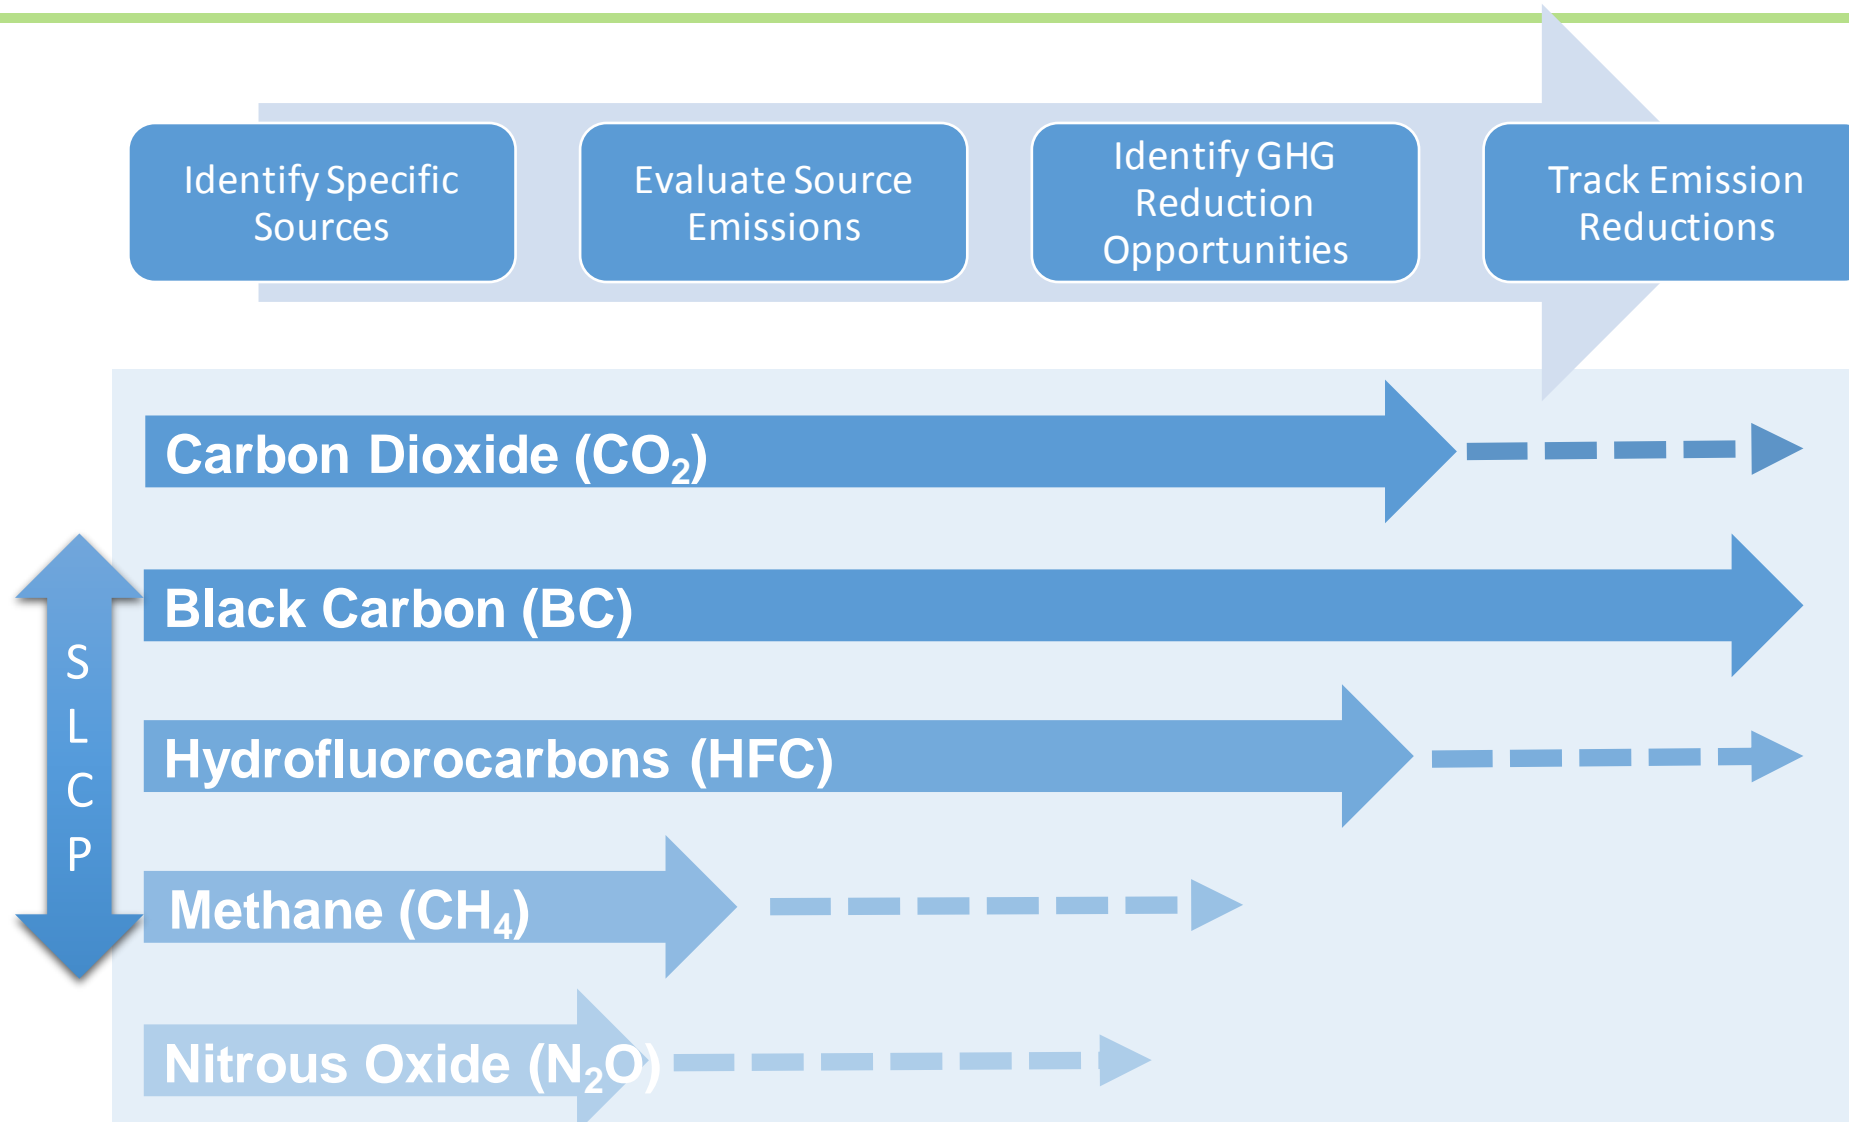 Identify Specific
Sources
Evaluate Source
Emissions
Identify GHG
Reduction
Opportunities
Track Emission
Reductions
Carbon Dioxide (CO₂)
Black Carbon (BC)
Hydrofluorocarbons (HFC)
Methane (CH₄)
Nitrous Oxide (N₂O)
S
L
C
P